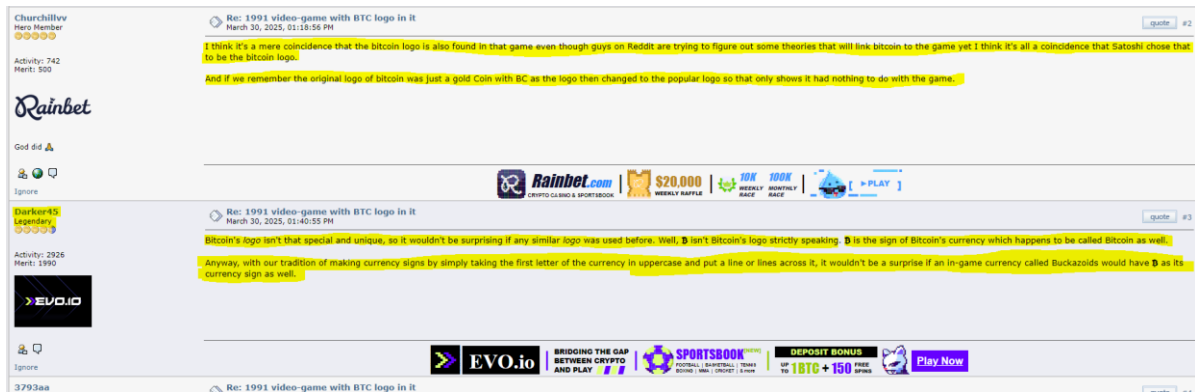 Churchillvv
Hero Member
Activity: 742
Merit: 500
Rainbet
God did 🙏
Ignore
Re: 1991 video-game with BTC logo in it
March 30, 2025, 01:18:56 PM
quote #2
I think it's a mere coincidence that the bitcoin logo is also found in that game even though guys on Reddit are trying to figure out some theories that will link bitcoin to the game yet I think it's all a coincidence that Satoshi chose that
to be the bitcoin logo.
And if we remember the original logo of bitcoin was just a gold Coin with BC as the logo then changed to the popular logo so that only shows it had nothing to do with the game.
Rainbet.com
CRYPTO CASINO & SPORTSBOOK
$20,000
WEEKLY RAFFLE
10K
WEEKLY
RACE
100K
MONTHLY
RACE
[ ►PLAY ]
Darker45
Legendary
Activity: 2926
Merit: 1990
EVO.IO
Ignore
Re: 1991 video-game with BTC logo in it
March 30, 2025, 01:40:55 PM
quote #3
Bitcoin's logo isn't that special and unique, so it wouldn't be surprising if any similar logo was used before. Well, ₿ isn't Bitcoin's logo strictly speaking. ₿ is the sign of Bitcoin's currency which happens to be called Bitcoin as well.
Anyway, with our tradition of making currency signs by simply taking the first letter of the currency in uppercase and put a line or lines across it, it wouldn't be a surprise if an in-game currency called Buckazoids would have ₿ as its
currency sign as well.
EVO.io
BRIDGING THE GAP
BETWEEN CRYPTO
AND PLAY
SPORTSBOOK
FOOTBALL | BASKETBALL | TENNIS
BOXING | MMA | CRICKET | & more
DEPOSIT BONUS
UP TO 1BTC + 150 FREE SPINS
Play Now
3793aa
Re: 1991 video-game with BTC logo in it